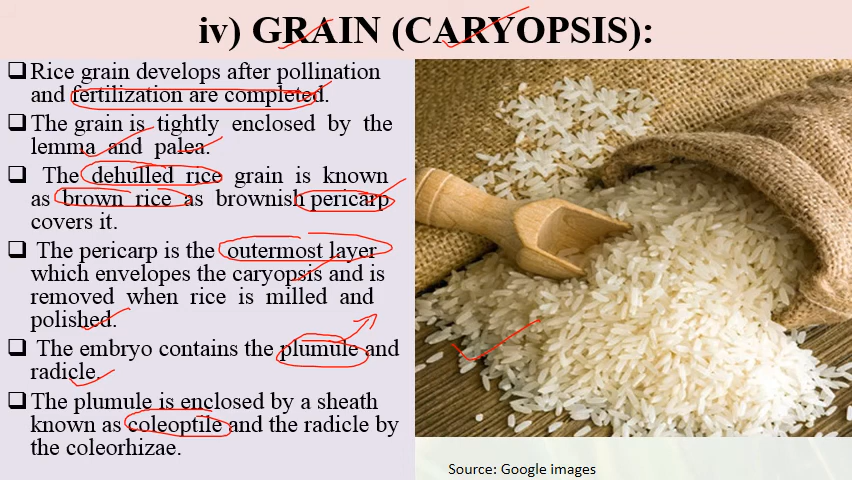 iv) GRAIN (CARYOPSIS):
❑ Rice grain develops after pollination
and fertilization are completed.
❑ The grain is tightly enclosed by the
lemma and palea.
❑ The dehulled rice grain is known
as brown rice as brownish pericarp
covers it.
❑ The pericarp is the outermost layer
which envelopes the caryopsis and is
removed when rice is milled and
polished.
❑ The embryo contains the plumule and
radicle.
❑ The plumule is enclosed by a sheath
known as coleoptile and the radicle by
the coleorhizae.
Source: Google images